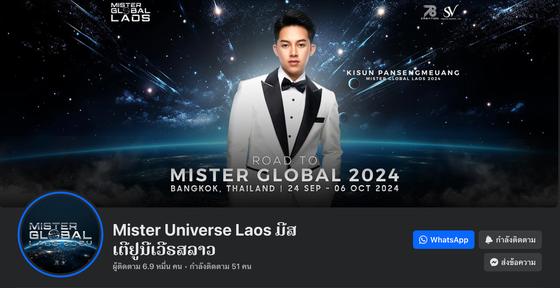 MISTER
GLOBAL
LAOS
78
SV
KISUN PANSENGMEUANG
MISTER GLOBAL LAOS 2024
ROAD TO
MISTER GLOBAL 2024
BANGKOK, THAILAND | 24 SEP - 06 OCT 2024
MISTER
GLOBAL
Mister Universe Laos ມີສ
ເຕີຢູນີເວີຣສລາວ
ผู้ติดตาม 6.9 หมื่น คน • กำลังติดตาม 51 คน
WhatsApp
กำลังติดตาม
ส่งข้อความ